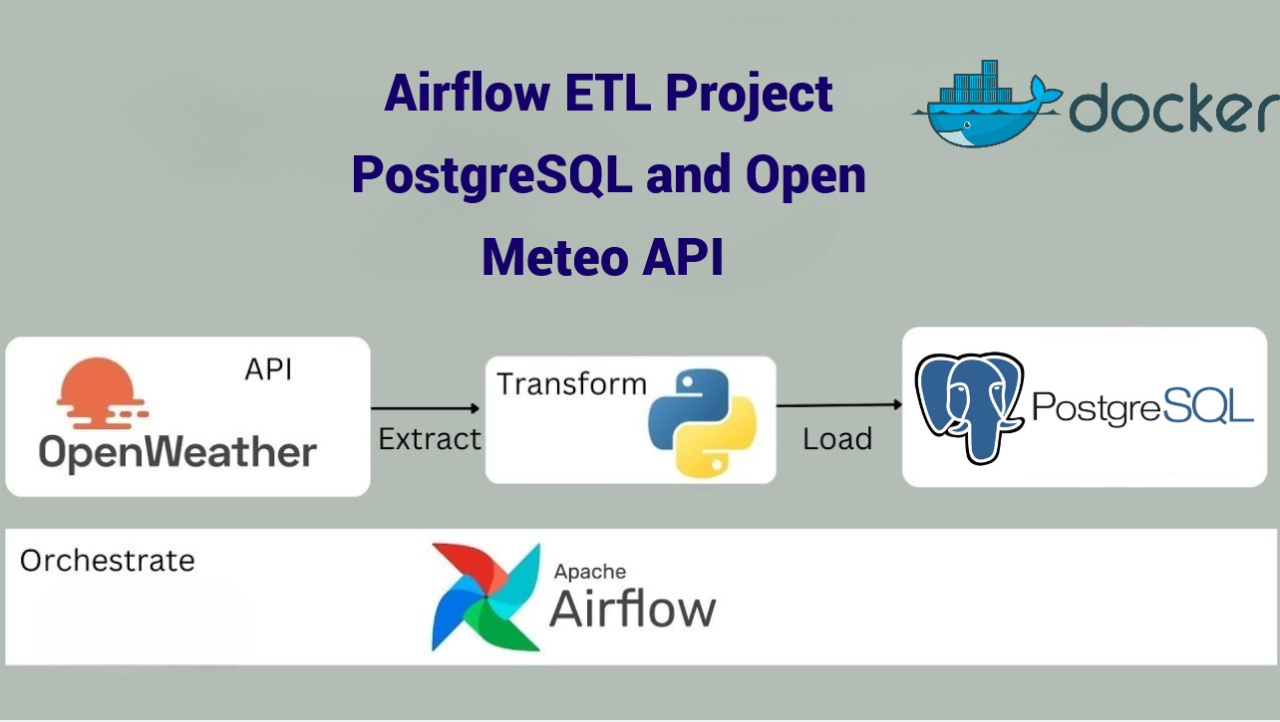 Airflow ETL Project
PostgreSQL and Open
Meteo API
docker
API
OpenWeather
Extract
Transform
Load
PostgreSQL
Orchestrate
Apache
Airflow